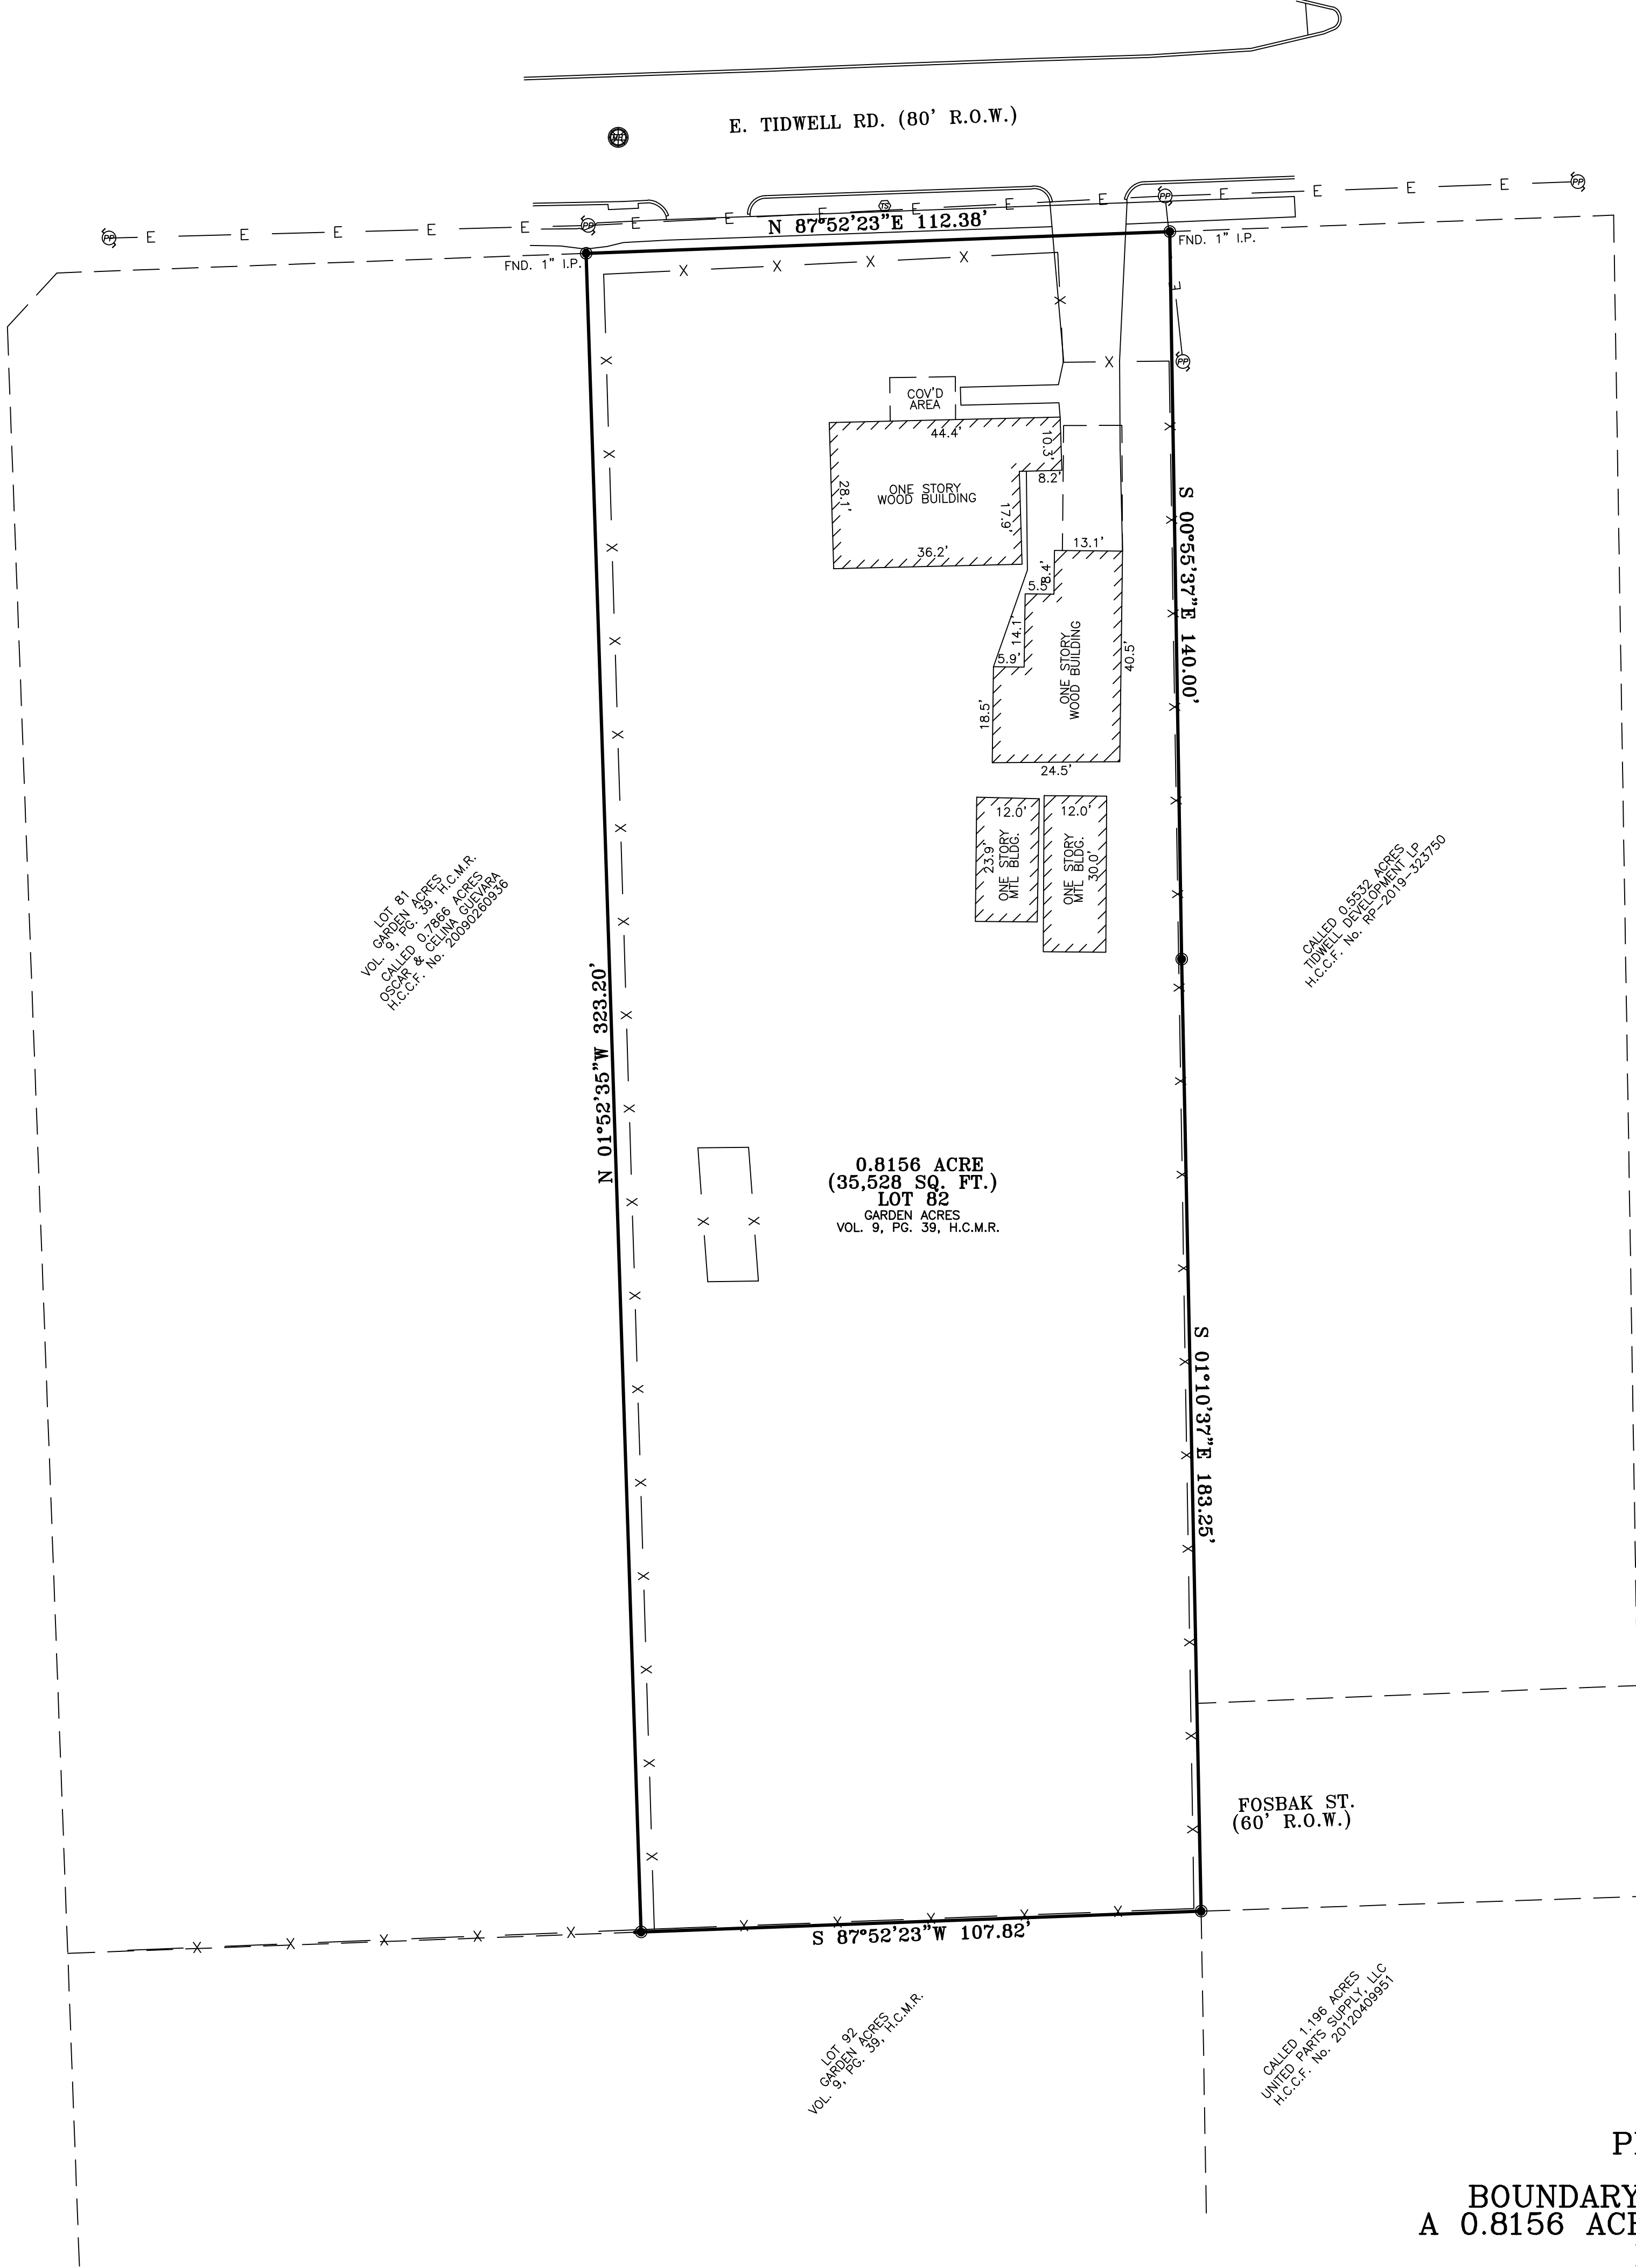 E. TIDWELL RD. (80' R.O.W.)
E E E E E E E E E E E E E E E
PP PP PP PP
TS
N 87°52'23"E 112.38'
FND. 1" I.P.
FND. 1" I.P.
E
PP
X X X X
X
X
COV'D
AREA
44.4'
10.3'
8.2'
28.1'
ONE STORY
WOOD BUILDING
17.9'
36.2'
13.1'
8.4'
5.5'
14.1'
5.9'
ONE STORY
WOOD BUILDING
40.5'
18.5'
24.5'
S 00°55'37"E 140.00'
12.0'
23.9'
ONE STORY
MTL BLDG.
12.0'
ONE STORY
MTL BLDG.
30.0'
LOT 81
GARDEN ACRES
VOL. 9, PG. 39, H.C.M.R.
CALLED 0.7866 ACRES
OSCAR & CELINA GUEVARA
H.C.C.F. No. 20090260936
CALLED 0.5532 ACRES
TIDWELL DEVELOPMENT LP
H.C.C.F. No. RP-2019-323750
N 01°52'35"W 323.20'
0.8156 ACRE
(35,528 SQ. FT.)
LOT 82
GARDEN ACRES
VOL. 9, PG. 39, H.C.M.R.
X X
S 01°10'37"E 183.25'
FOSBAK ST.
(60' R.O.W.)
X X X X X X X X X X
S 87°52'23"W 107.82'
LOT 92
GARDEN ACRES
VOL. 9, PG. 39, H.C.M.R.
CALLED 1.196 ACRES
UNITED PARTS SUPPLY, LLC
H.C.C.F. No. 20120409951
BOUNDARY
A 0.8156